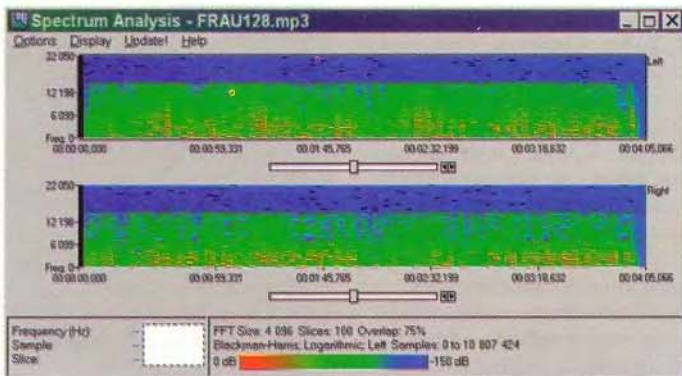 Spectrum Analysis - FRAU128.mp3
Options Display Update! Help
22 050
Left
12 198
6 099
Freq. 0
00:00:00,000 00:00:59,331 00:01:45,765 00:02:32,199 00:03:18,632 00:04:05,066
22 050
Right
12 198
6 099
Freq. 0
00:00:00,000 00:00:59,331 00:01:45,765 00:02:32,199 00:03:18,632 00:04:05,066
Frequency (Hz): --
Sample --
Slice: --
FFT Size: 4 096 Slices: 100 Overlap: 75%
Blackman-Harris; Logarithmic; Left Samples: 0 to 10 807 424
0 dB -150 dB